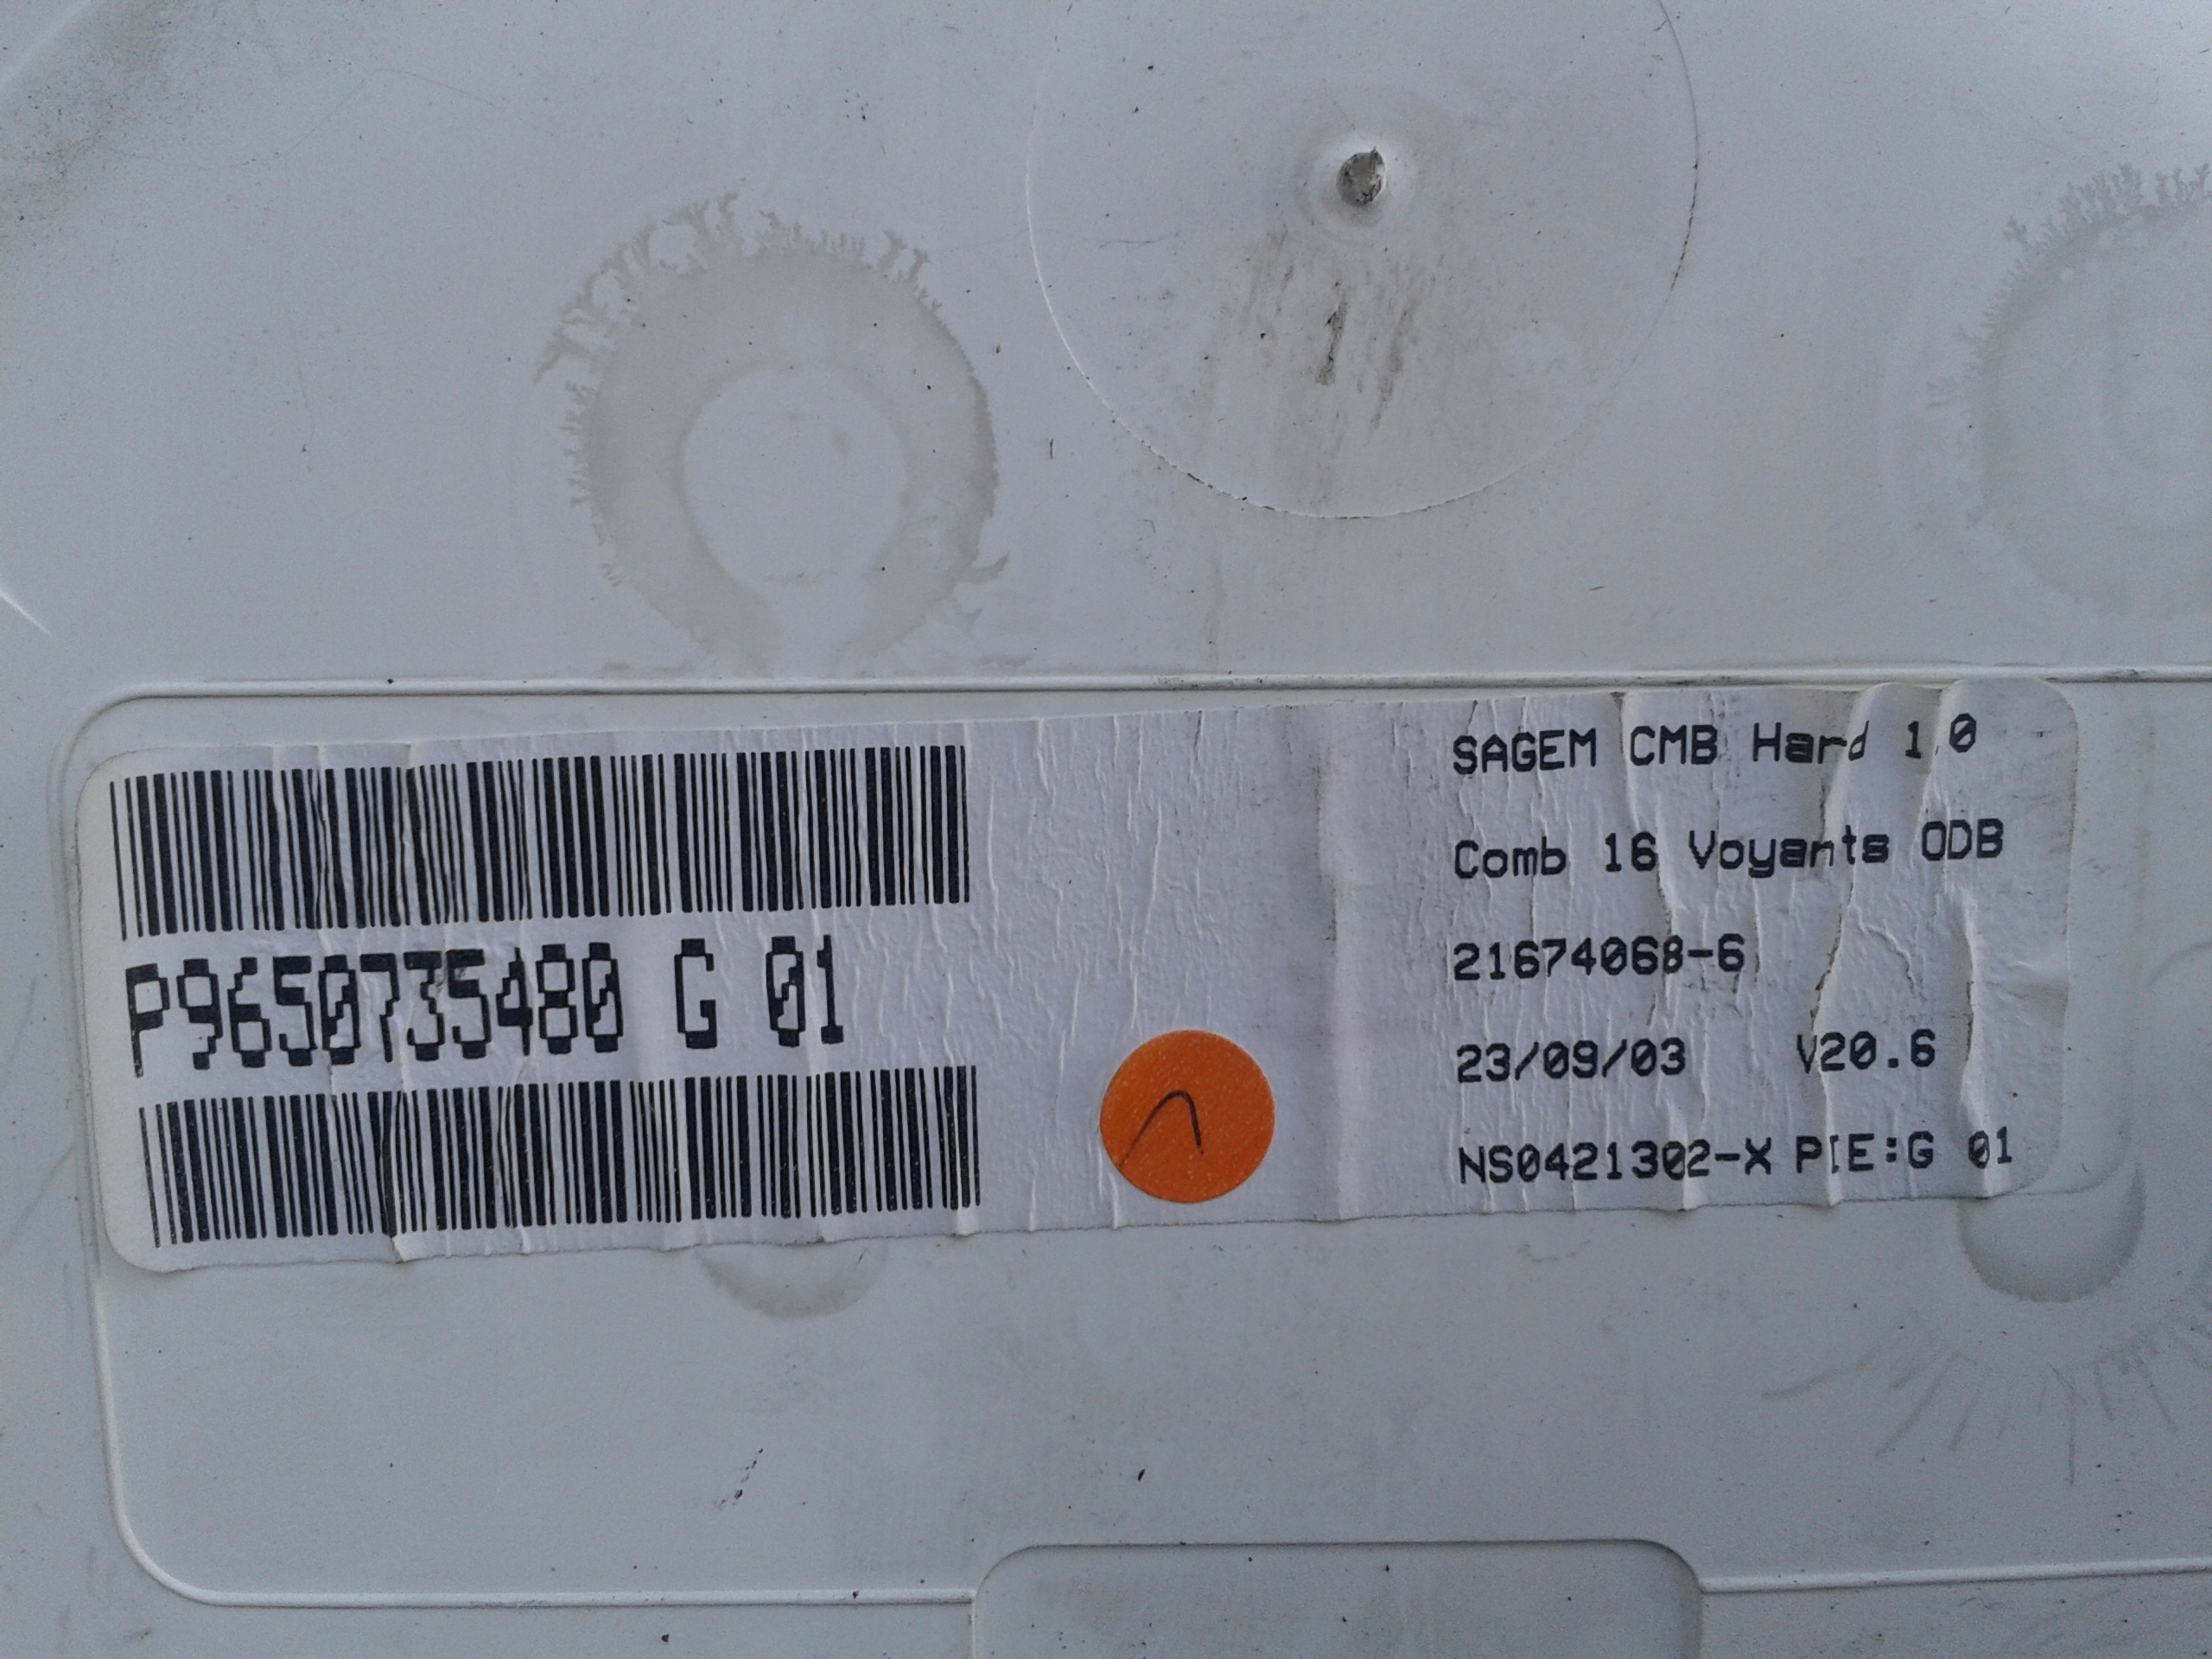 P9650735480 G 01
SAGEM CMB Hard 1.0
Comb 16 Voyants ODB
21674068-6
23/09/03 V20.6
NS0421302-X PIE:G 01